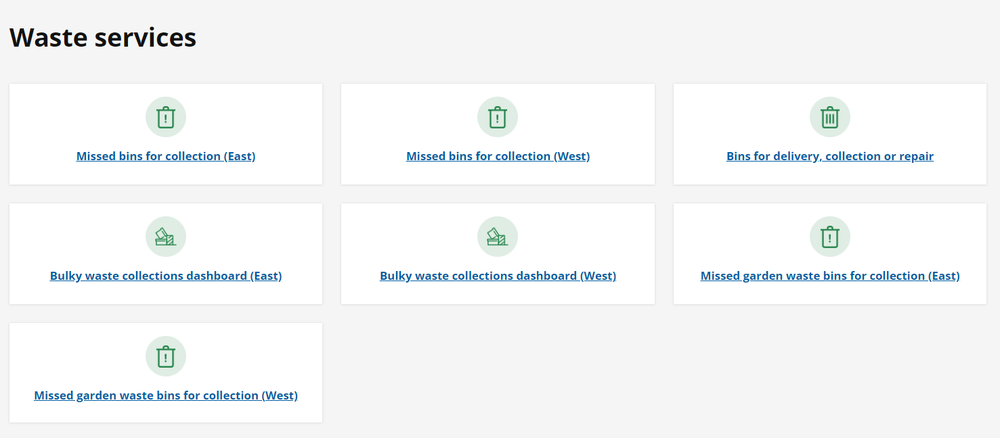 Waste services
Missed bins for collection (East)
Missed bins for collection (West)
Bins for delivery, collection or repair
Bulky waste collections dashboard (East)
Bulky waste collections dashboard (West)
Missed garden waste bins for collection (East)
Missed garden waste bins for collection (West)